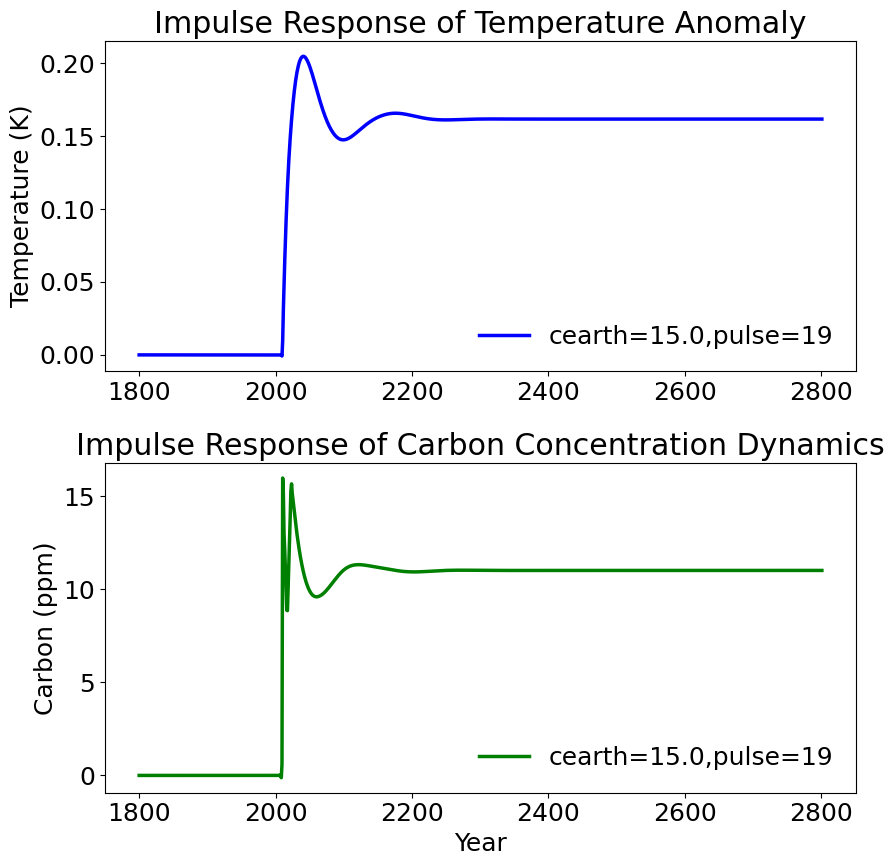 Impulse Response of Temperature Anomaly
Temperature (K)
0.20
0.15
0.10
0.05
0.00
cearth=15.0,pulse=19
1800 2000 2200 2400 2600 2800
Impulse Response of Carbon Concentration Dynamics
Carbon (ppm)
15
10
5
0
cearth=15.0,pulse=19
1800 2000 2200 2400 2600 2800
Year